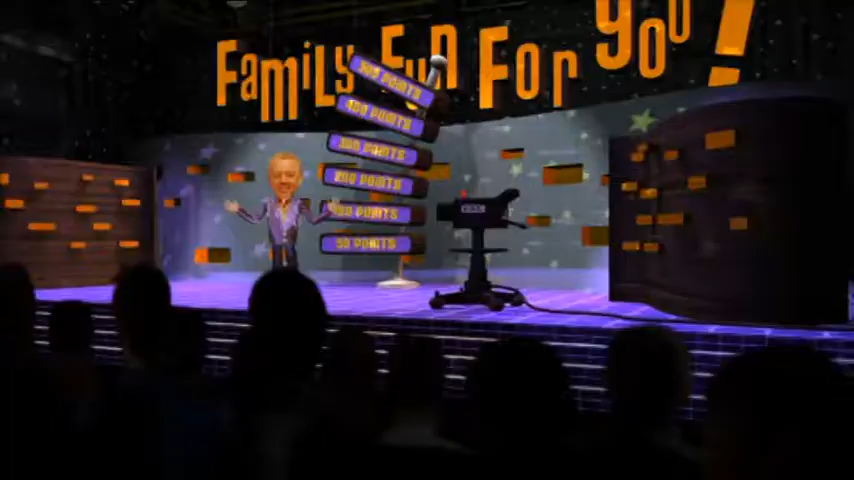 FAMILY FUN FOR YOU!
500 POINTS
400 POINTS
300 POINTS
200 POINTS
100 POINTS
50 POINTS